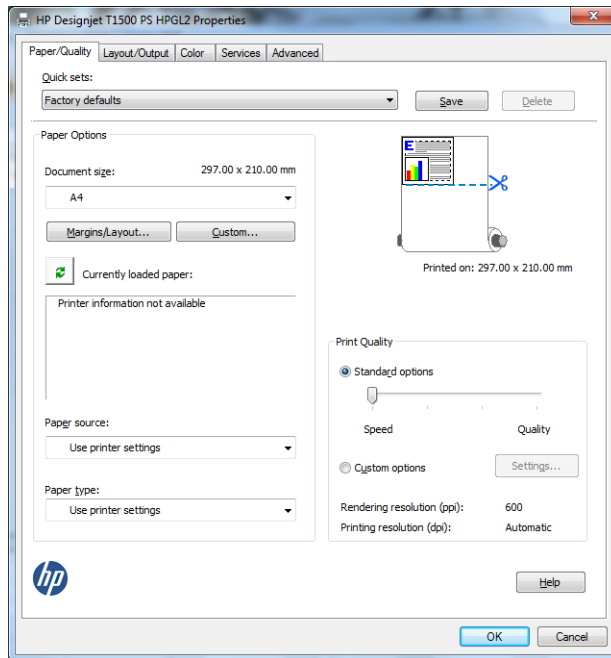 HP Designjet T1500 PS HPGL2 Properties
Paper/Quality Layout/Output Color Services Advanced
Quick sets:
Factory defaults Save Delete
Paper Options
Document size: 297.00 x 210.00 mm
A4
Margins/Layout... Custom...
Currently loaded paper:
Printer information not available
Paper source:
Use printer settings
Paper type:
Use printer settings
E
Printed on: 297.00 x 210.00 mm
Print Quality
Standard options
Speed Quality
Custom options Settings...
Rendering resolution (ppi): 600
Printing resolution (dpi): Automatic
hp
Help
OK Cancel